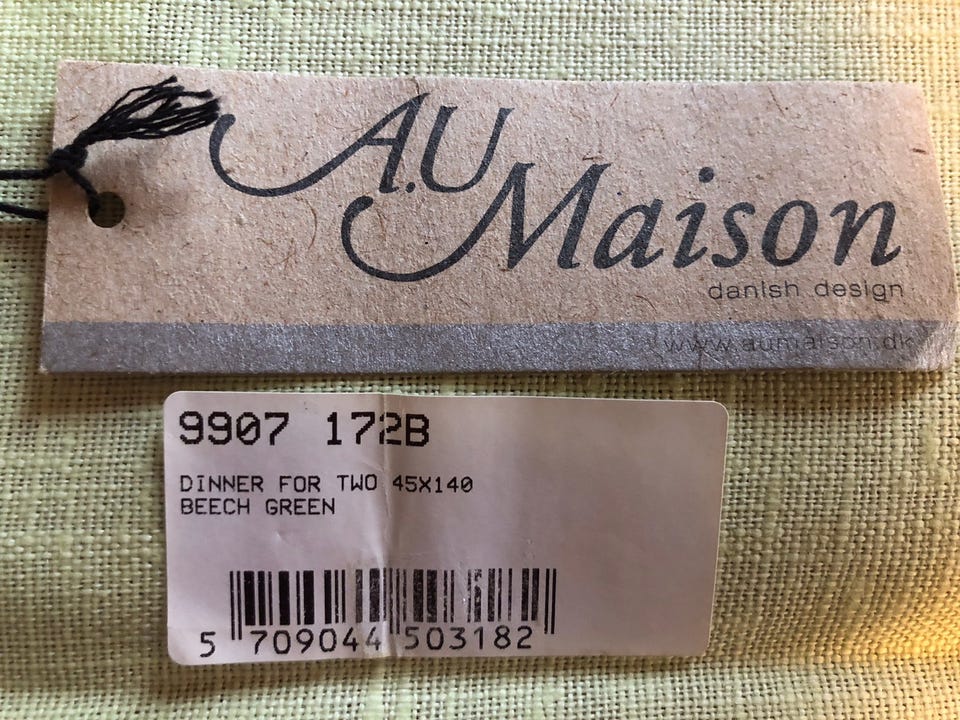 A.U
Maison
danish design
www.aumaison.dk
9907 172B
DINNER FOR TWO 45X140
BEECH GREEN
5 709044 503182